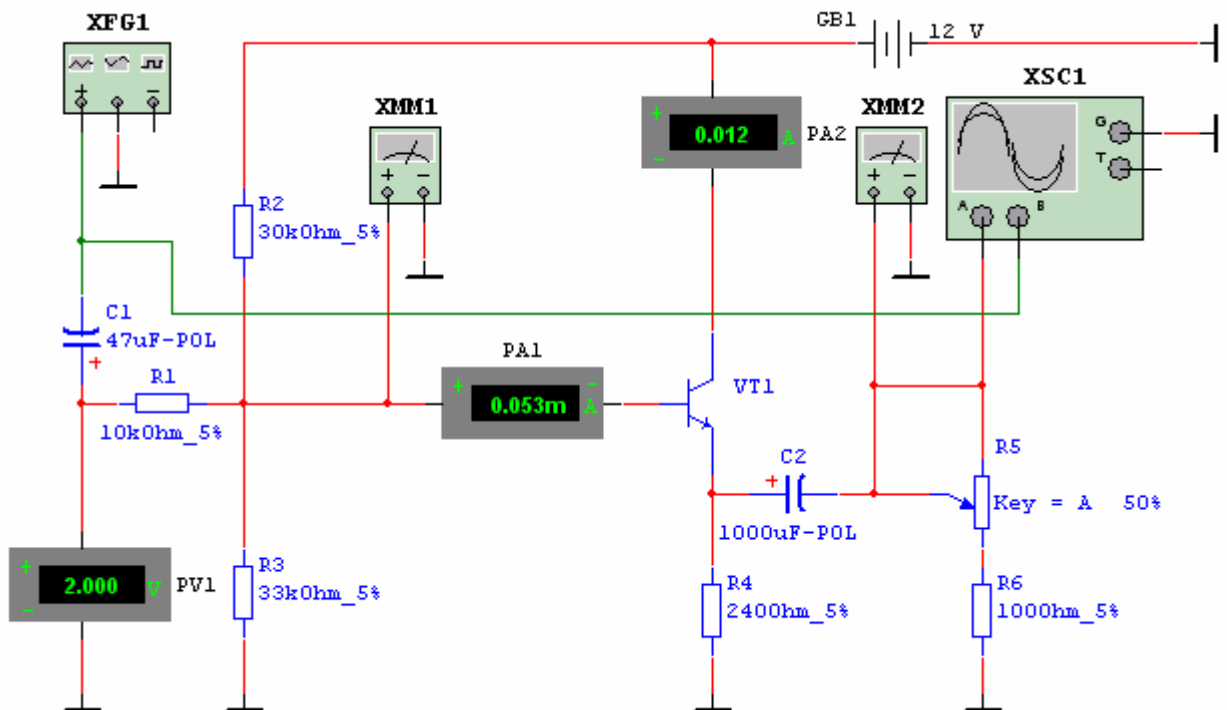 XFG1
GB1
12 V
XSC1
XMM1
XMM2
+
−
+
−
+
−
+
0.012
A
−
PA2
G
T
A
B
R2
30kOhm_5%
C1
47uF-POL
+
R1
10kOhm_5%
PA1
+
−
0.053m
A
VT1
R5
C2
+
1000uF-POL
Key = A 50%
+
2.000
V
−
PV1
R3
33kOhm_5%
R4
240Ohm_5%
R6
100Ohm_5%